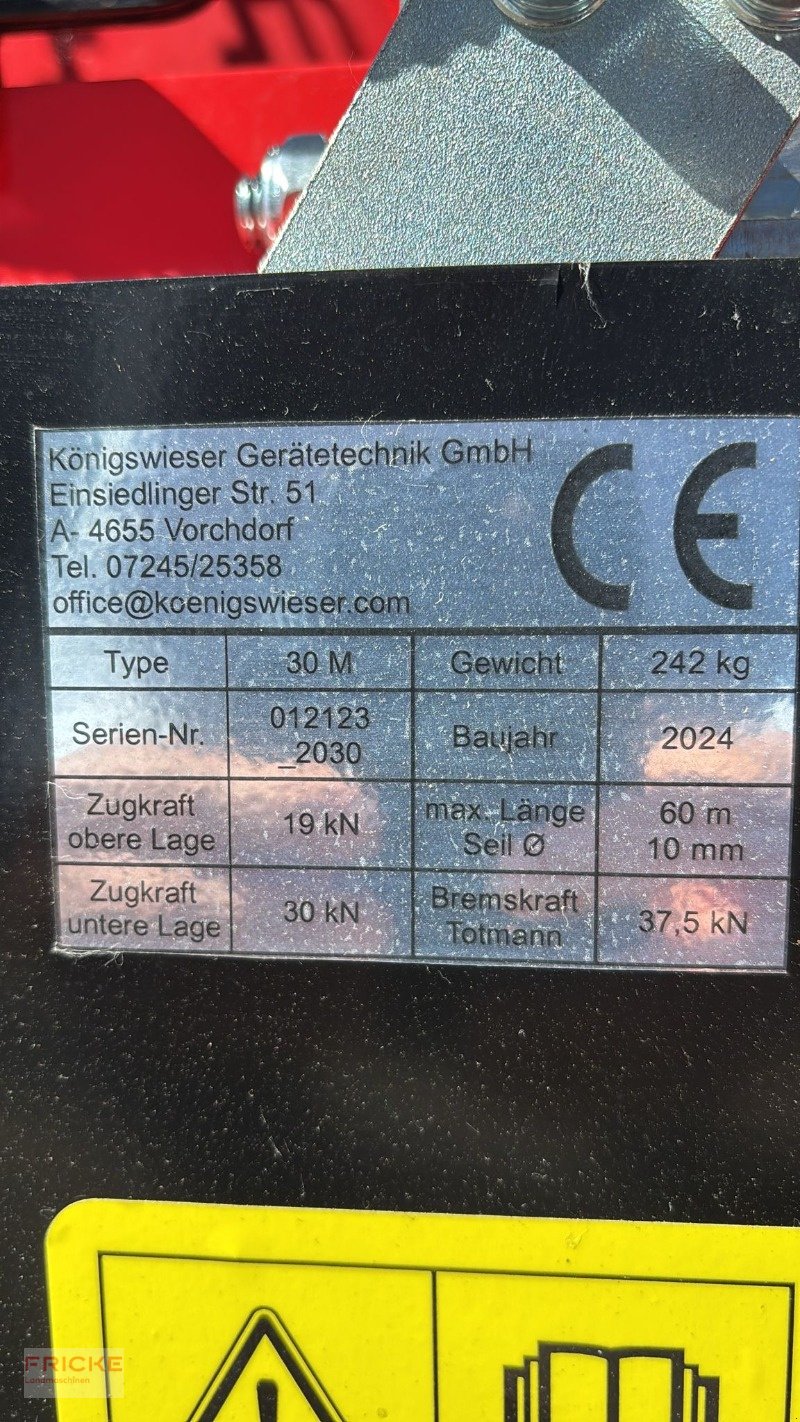 Königswieser Gerätetechnik GmbH
Einsiedlinger Str. 51
A- 4655 Vorchdorf
Tel. 07245/25358
office@koenigswieser.com
CE
Type 30 M Gewicht 242 kg
Serien-Nr. 012123 _2030 Baujahr 2024
Zugkraft obere Lage 19 kN max. Länge Seil Ø 60 m 10 mm
Zugkraft untere Lage 30 kN Bremskraft Totmann 37,5 kN
FRICKE
Landmaschinen